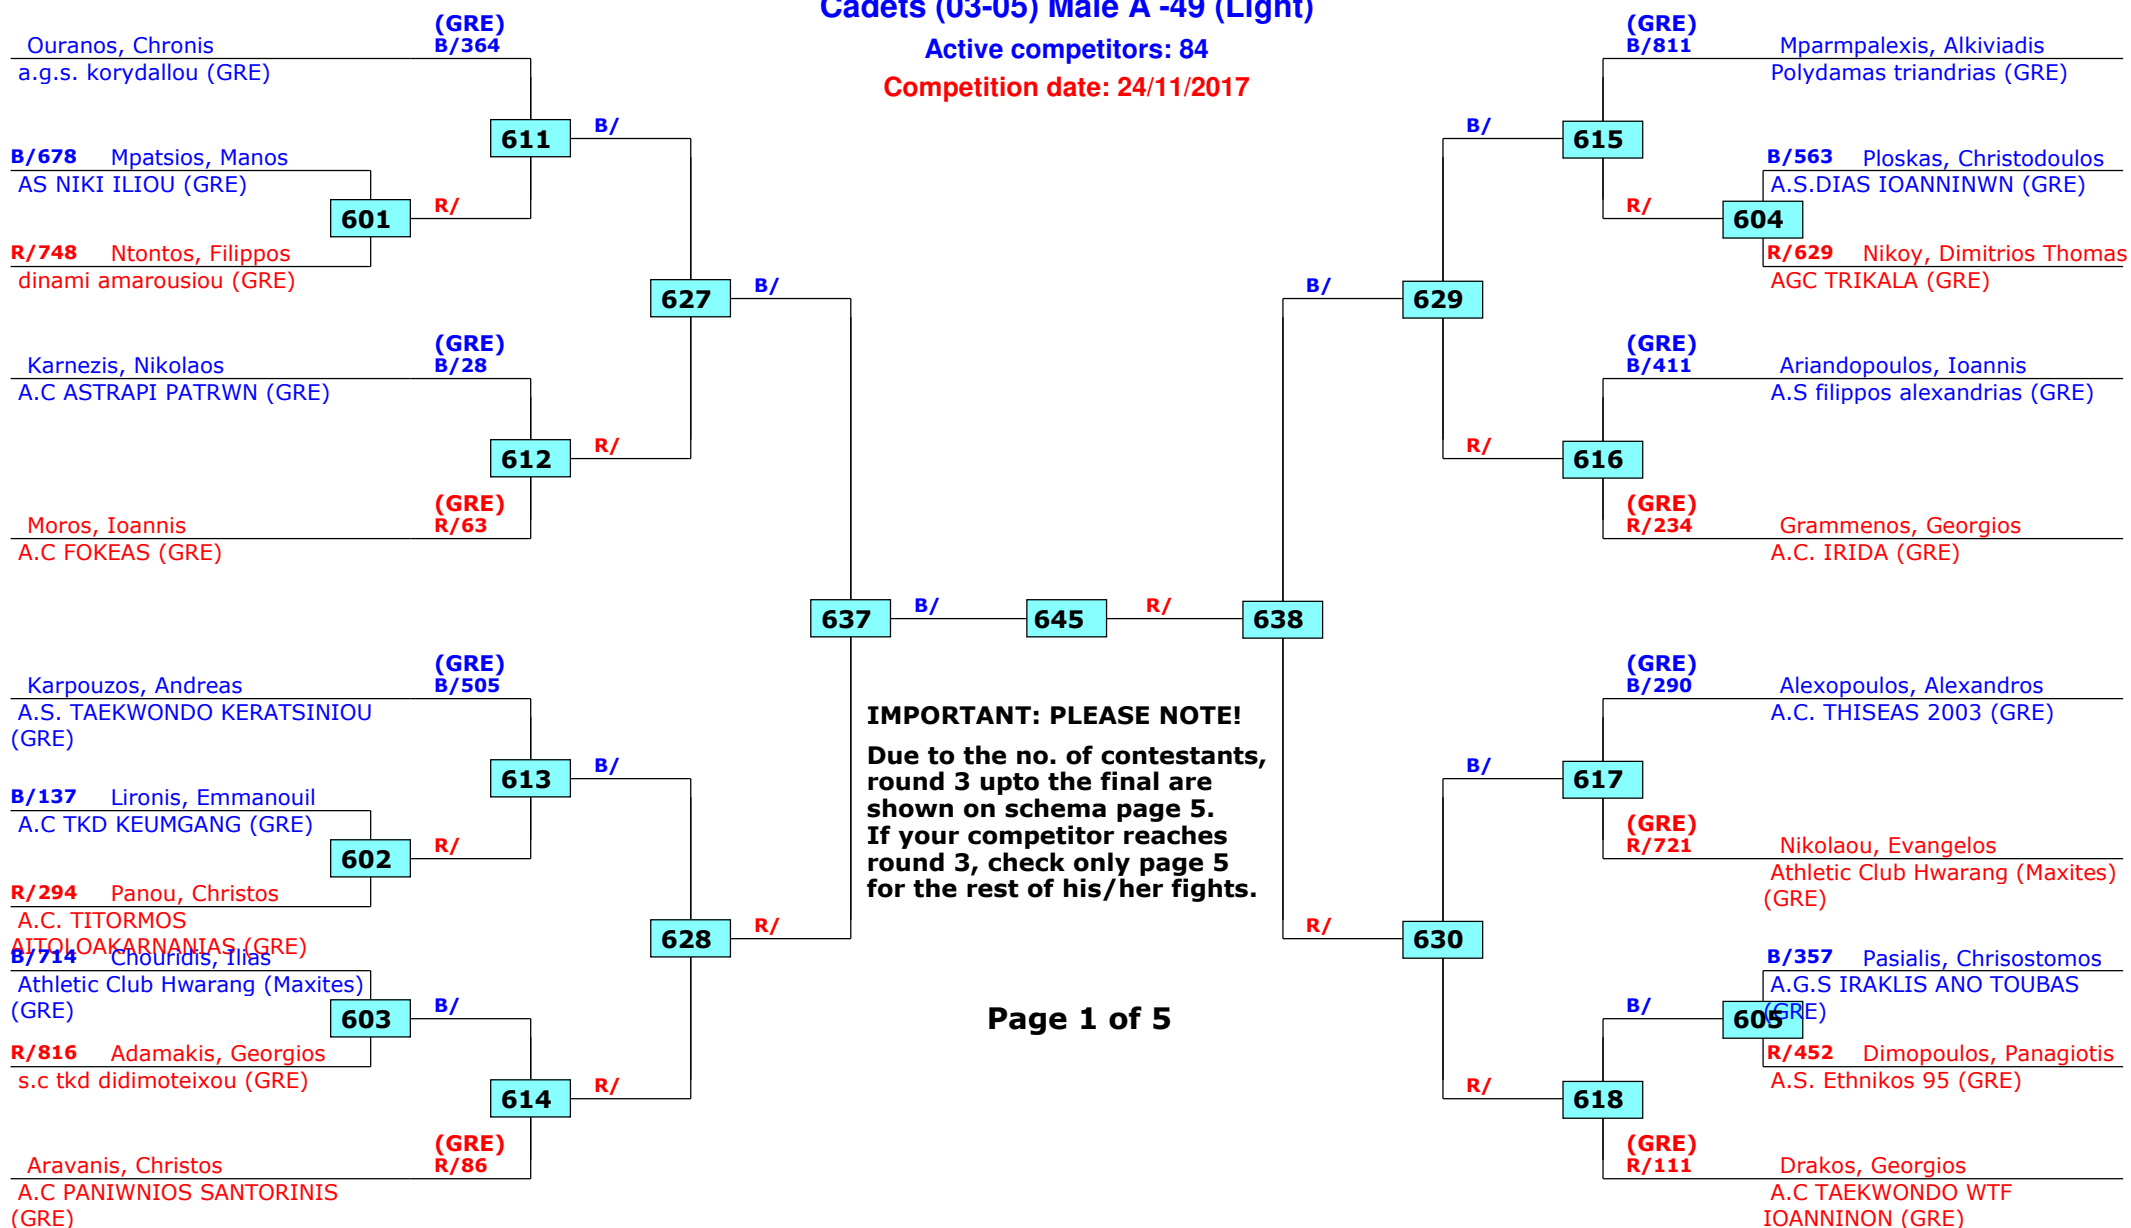 Cadets (03-05) Male A -49 (Light)
Active competitors: 84
Competition date: 24/11/2017
(GRE)
Ouranos, Chronis B/364
a.g.s. korydallou (GRE)
611 B/
B/678 Mpatsios, Manos
AS NIKI ILIOU (GRE)
601 R/
R/748 Ntontos, Filippos
dinami amarousiou (GRE)
627 B/
(GRE)
Karnezis, Nikolaos B/28
A.C ASTRAPI PATRWN (GRE)
612 R/
(GRE)
Moros, Ioannis R/63
A.C FOKEAS (GRE)
637 B/ 645 R/ 638
(GRE)
Karpouzos, Andreas B/505
A.S. TAEKWONDO KERATSINIOU
(GRE)
613 B/
B/137 Lironis, Emmanouil
A.C TKD KEUMGANG (GRE)
602 R/
R/294 Panou, Christos
A.C. TITORMOS
AITOLOAKARNANIAS (GRE)
628 R/
B/714 Chouridis, Ilias
Athletic Club Hwarang (Maxites)
(GRE)
603 B/
R/816 Adamakis, Georgios
s.c tkd didimoteixou (GRE)
614 R/
(GRE)
Aravanis, Christos R/86
A.C PANIWNIOS SANTORINIS
(GRE)
IMPORTANT: PLEASE NOTE!
Due to the no. of contestants,
round 3 upto the final are
shown on schema page 5.
If your competitor reaches
round 3, check only page 5
for the rest of his/her fights.
Page 1 of 5
(GRE)
B/811 Mparmpalexis, Alkiviadis
Polydamas triandrias (GRE)
B/ 615
B/563 Ploskas, Christodoulos
A.S.DIAS IOANNINWN (GRE)
R/ 604
R/629 Nikoy, Dimitrios Thomas
AGC TRIKALA (GRE)
B/ 629
(GRE)
B/411 Ariandopoulos, Ioannis
A.S filippos alexandrias (GRE)
R/ 616
(GRE)
R/234 Grammenos, Georgios
A.C. IRIDA (GRE)
(GRE)
B/290 Alexopoulos, Alexandros
A.C. THISEAS 2003 (GRE)
B/ 617
(GRE)
R/721 Nikolaou, Evangelos
Athletic Club Hwarang (Maxites)
(GRE)
R/ 630
B/357 Pasialis, Chrisostomos
A.G.S IRAKLIS ANO TOUBAS
(GRE)
B/ 605
R/452 Dimopoulos, Panagiotis
A.S. Ethnikos 95 (GRE)
R/ 618
(GRE)
R/111 Drakos, Georgios
A.C TAEKWONDO WTF
IOANNINON (GRE)